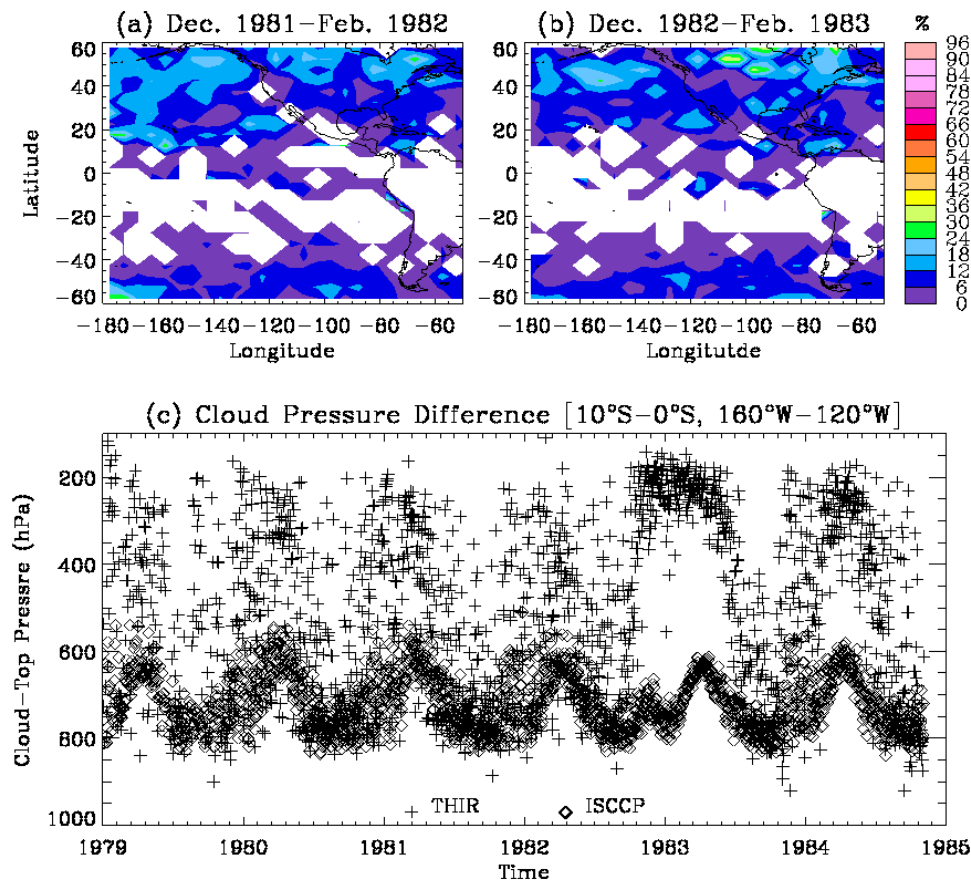 (a) Dec. 1981-Feb. 1982
(b) Dec. 1982-Feb. 1983
%
60
40
20
0
-20
-40
-60
Latitude
-180 -160 -140 -120 -100 -80 -60
Longitude
60
40
20
0
-20
-40
-60
-180 -160 -140 -120 -100 -80 -60
Longitutde
96
90
84
78
72
66
60
54
48
42
36
30
24
18
12
6
0
(c) Cloud Pressure Difference [10°S-0°S, 160°W-120°W]
Cloud-Top Pressre (hPa)
200
400
600
800
1000
THIR
ISCCP
1979 1980 1981 1982 1983 1984 1985
Time